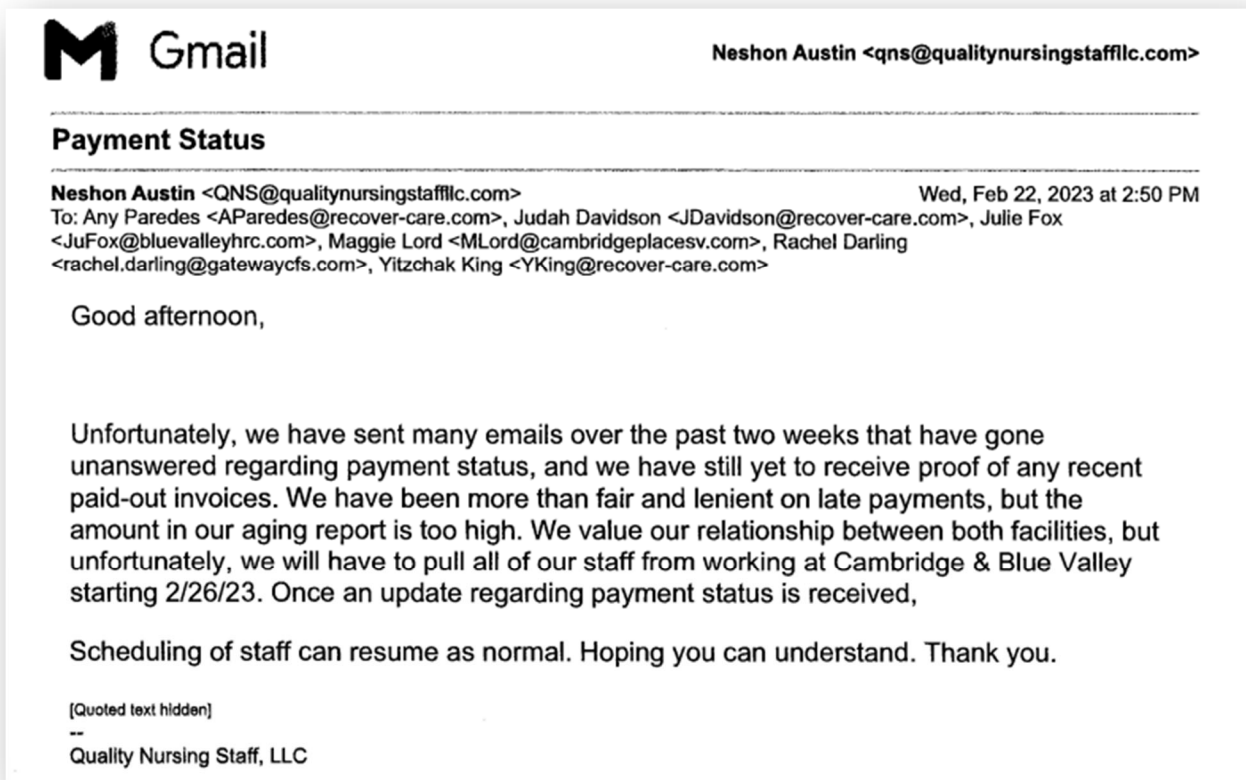 M Gmail
Neshon Austin <qns@qualitynursingstaffllc.com>
Payment Status
Neshon Austin <QNS@qualitynursingstaffllc.com>
Wed, Feb 22, 2023 at 2:50 PM
To: Any Paredes <AParedes@recover-care.com>, Judah Davidson <JDavidson@recover-care.com>, Julie Fox
<JuFox@bluevalleyhrc.com>, Maggie Lord <MLord@cambridgeplacesv.com>, Rachel Darling
<rachel.darling@gatewaycfs.com>, Yitzchak King <YKing@recover-care.com>
Good afternoon,
Unfortunately, we have sent many emails over the past two weeks that have gone
unanswered regarding payment status, and we have still yet to receive proof of any recent
paid-out invoices. We have been more than fair and lenient on late payments, but the
amount in our aging report is too high. We value our relationship between both facilities, but
unfortunately, we will have to pull all of our staff from working at Cambridge & Blue Valley
starting 2/26/23. Once an update regarding payment status is received,
Scheduling of staff can resume as normal. Hoping you can understand. Thank you.
[Quoted text hidden]
--
Quality Nursing Staff, LLC